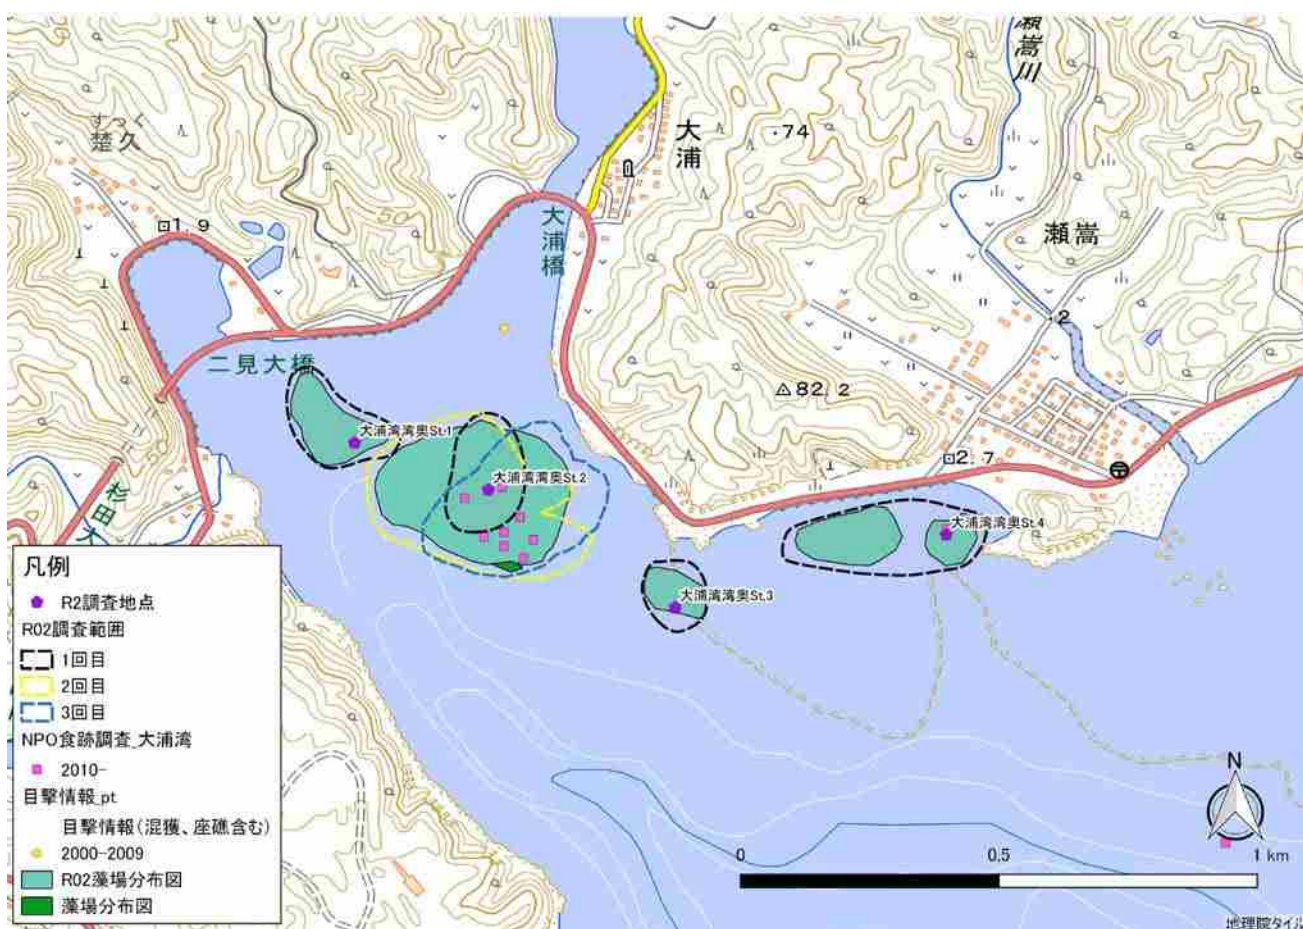 瀬嵩川
すっく
楚久
大浦
74
1.9
大浦橋
瀬嵩
2
二見大橋
82.2
大浦湾湾奥St.1
大浦湾湾奥St.2
2.7
杉田大
大浦湾湾奥St.4
大浦湾湾奥St.3
凡例
R2調査地点
R02調査範囲
1回目
2回目
3回目
NPO食跡調査_大浦湾
2010-
目撃情報_pt
目撃情報(混獲、座礁含む)
2000-2009
R02藻場分布図
藻場分布図
N
0
0.5
1 km
地理院タイル